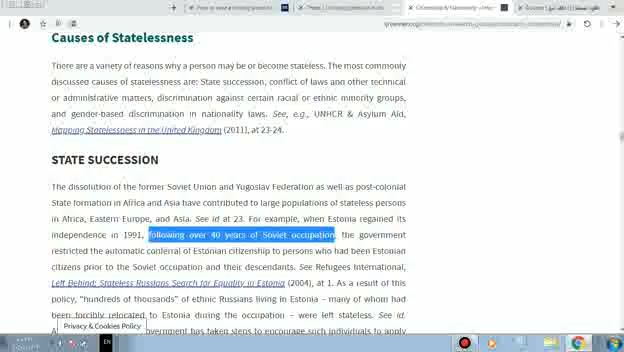 Causes of Statelessness
There are a variety of reasons why a person may be or become stateless. The most commonly
discussed causes of statelessness are: State succession, conflict of laws and other technical
or administrative matters, discrimination against certain racial or ethnic minority groups,
and gender-based discrimination in nationality laws. See, e.g., UNHCR & Asylum Aid,
Mapping Statelessness in the United Kingdom (2011), at 23-24.
STATE SUCCESSION
The dissolution of the former Soviet Union and Yugoslav Federation as well as post-colonial
State formation in Africa and Asia have contributed to large populations of stateless persons
in Africa, Eastern Europe, and Asia. See id at 23. For example, when Estonia regained its
independence in 1991, following over 40 years of Soviet occupation, the government
restricted the automatic conferral of Estonian citizenship to persons who had been Estonian
citizens prior to the Soviet occupation and their descendants. See Refugees International,
Left Behind: Stateless Russians Search for Equality in Estonia (2004), at 1. As a result of this
policy, "hundreds of thousands" of ethnic Russians living in Estonia – many of whom had
been forcibly relocated to Estonia during the occupation – were left stateless. See id.
government has taken steps to encourage such individuals to apply
Privacy & Cookies Policy
EN